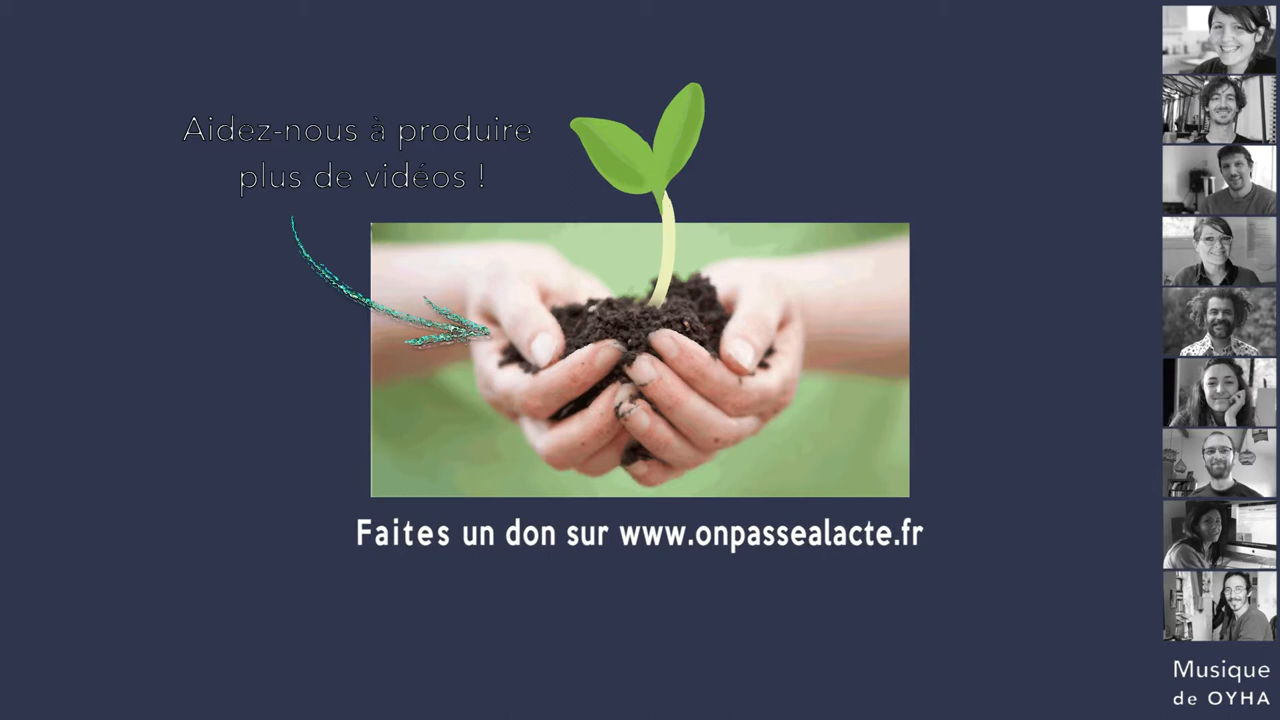 Aidez-nous à produire
plus de vidéos !
Faites un don sur www.onpassealacte.fr
Musique
de OYHA